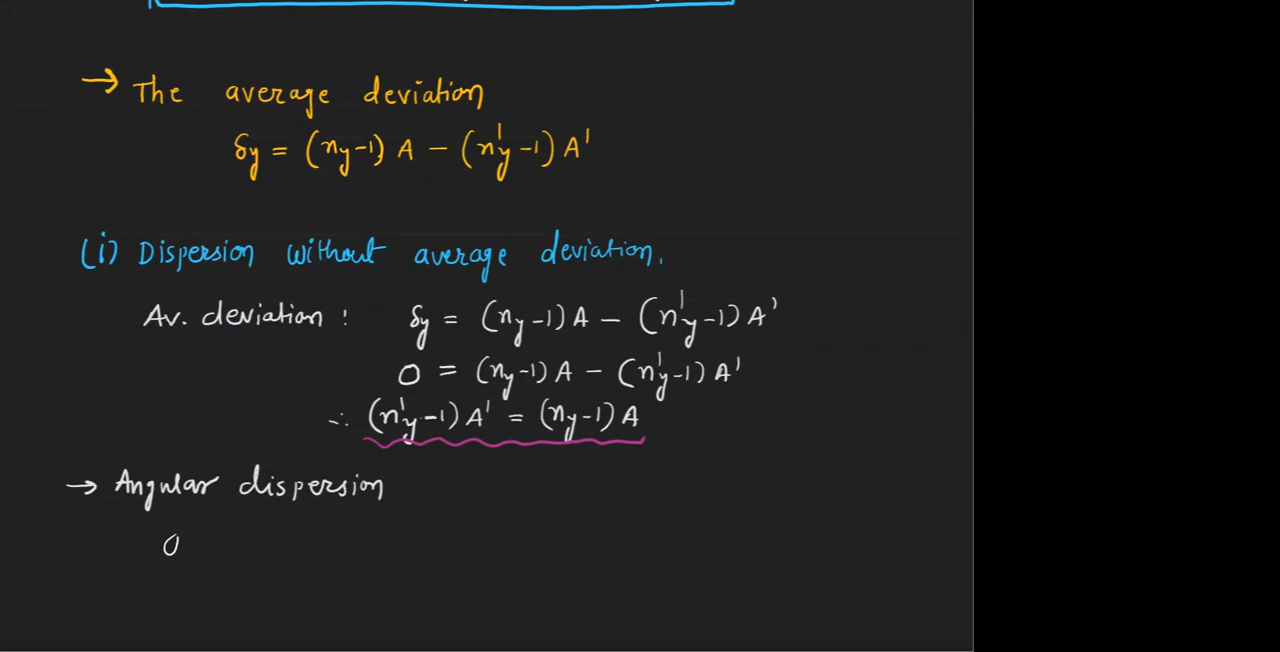 → The average deviation
δy = (ny-1) A - (n'y-1) A'
(i) Dispersion without average deviation.
Av. deviation : δy = (ny-1) A - (n'y-1) A'
0 = (ny-1) A - (n'y-1) A'
∴ (n'y-1) A' = (ny-1) A
→ Angular dispersion
0